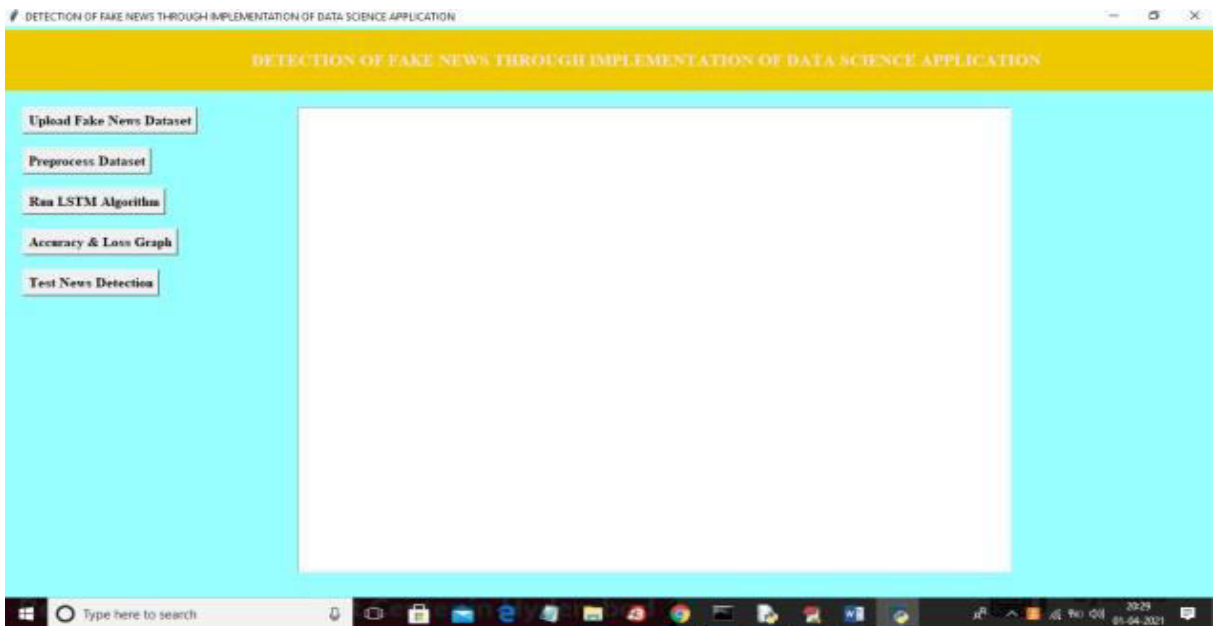 DETECTION OF FAKE NEWS THROUGH IMPLEMENTATION OF DATA SCIENCE APPLICATION
DETECTION OF FAKE NEWS THROUGH IMPLEMENTATION OF DATA SCIENCE APPLICATION
Upload Fake News Dataset
Preprocess Dataset
Run LSTM Algorithm
Accuracy & Loss Graph
Test News Detection
Type here to search
20:29
01-04-2021